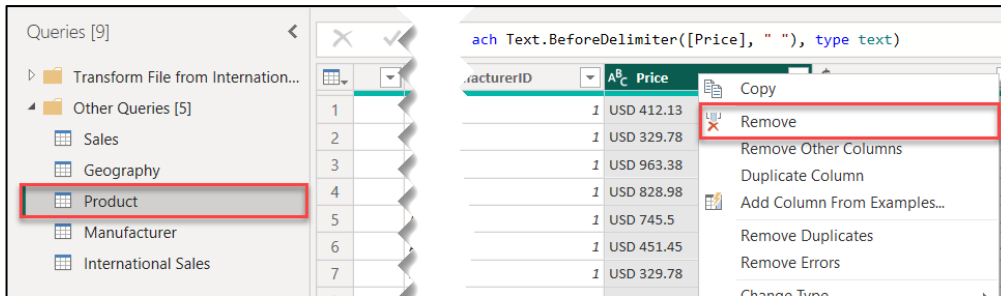 Queries [9]
Transform File from Internation...
Other Queries [5]
Sales
Geography
Product
Manufacturer
International Sales
ach Text.BeforeDelimiter([Price], " "), type text)
facturerID
ABC Price
1
1 USD 412.13
2
1 USD 329.78
3
1 USD 963.38
4
1 USD 828.98
5
1 USD 745.5
6
1 USD 451.45
7
1 USD 329.78
Copy
Remove
Remove Other Columns
Duplicate Column
Add Column From Examples...
Remove Duplicates
Remove Errors
Change Type